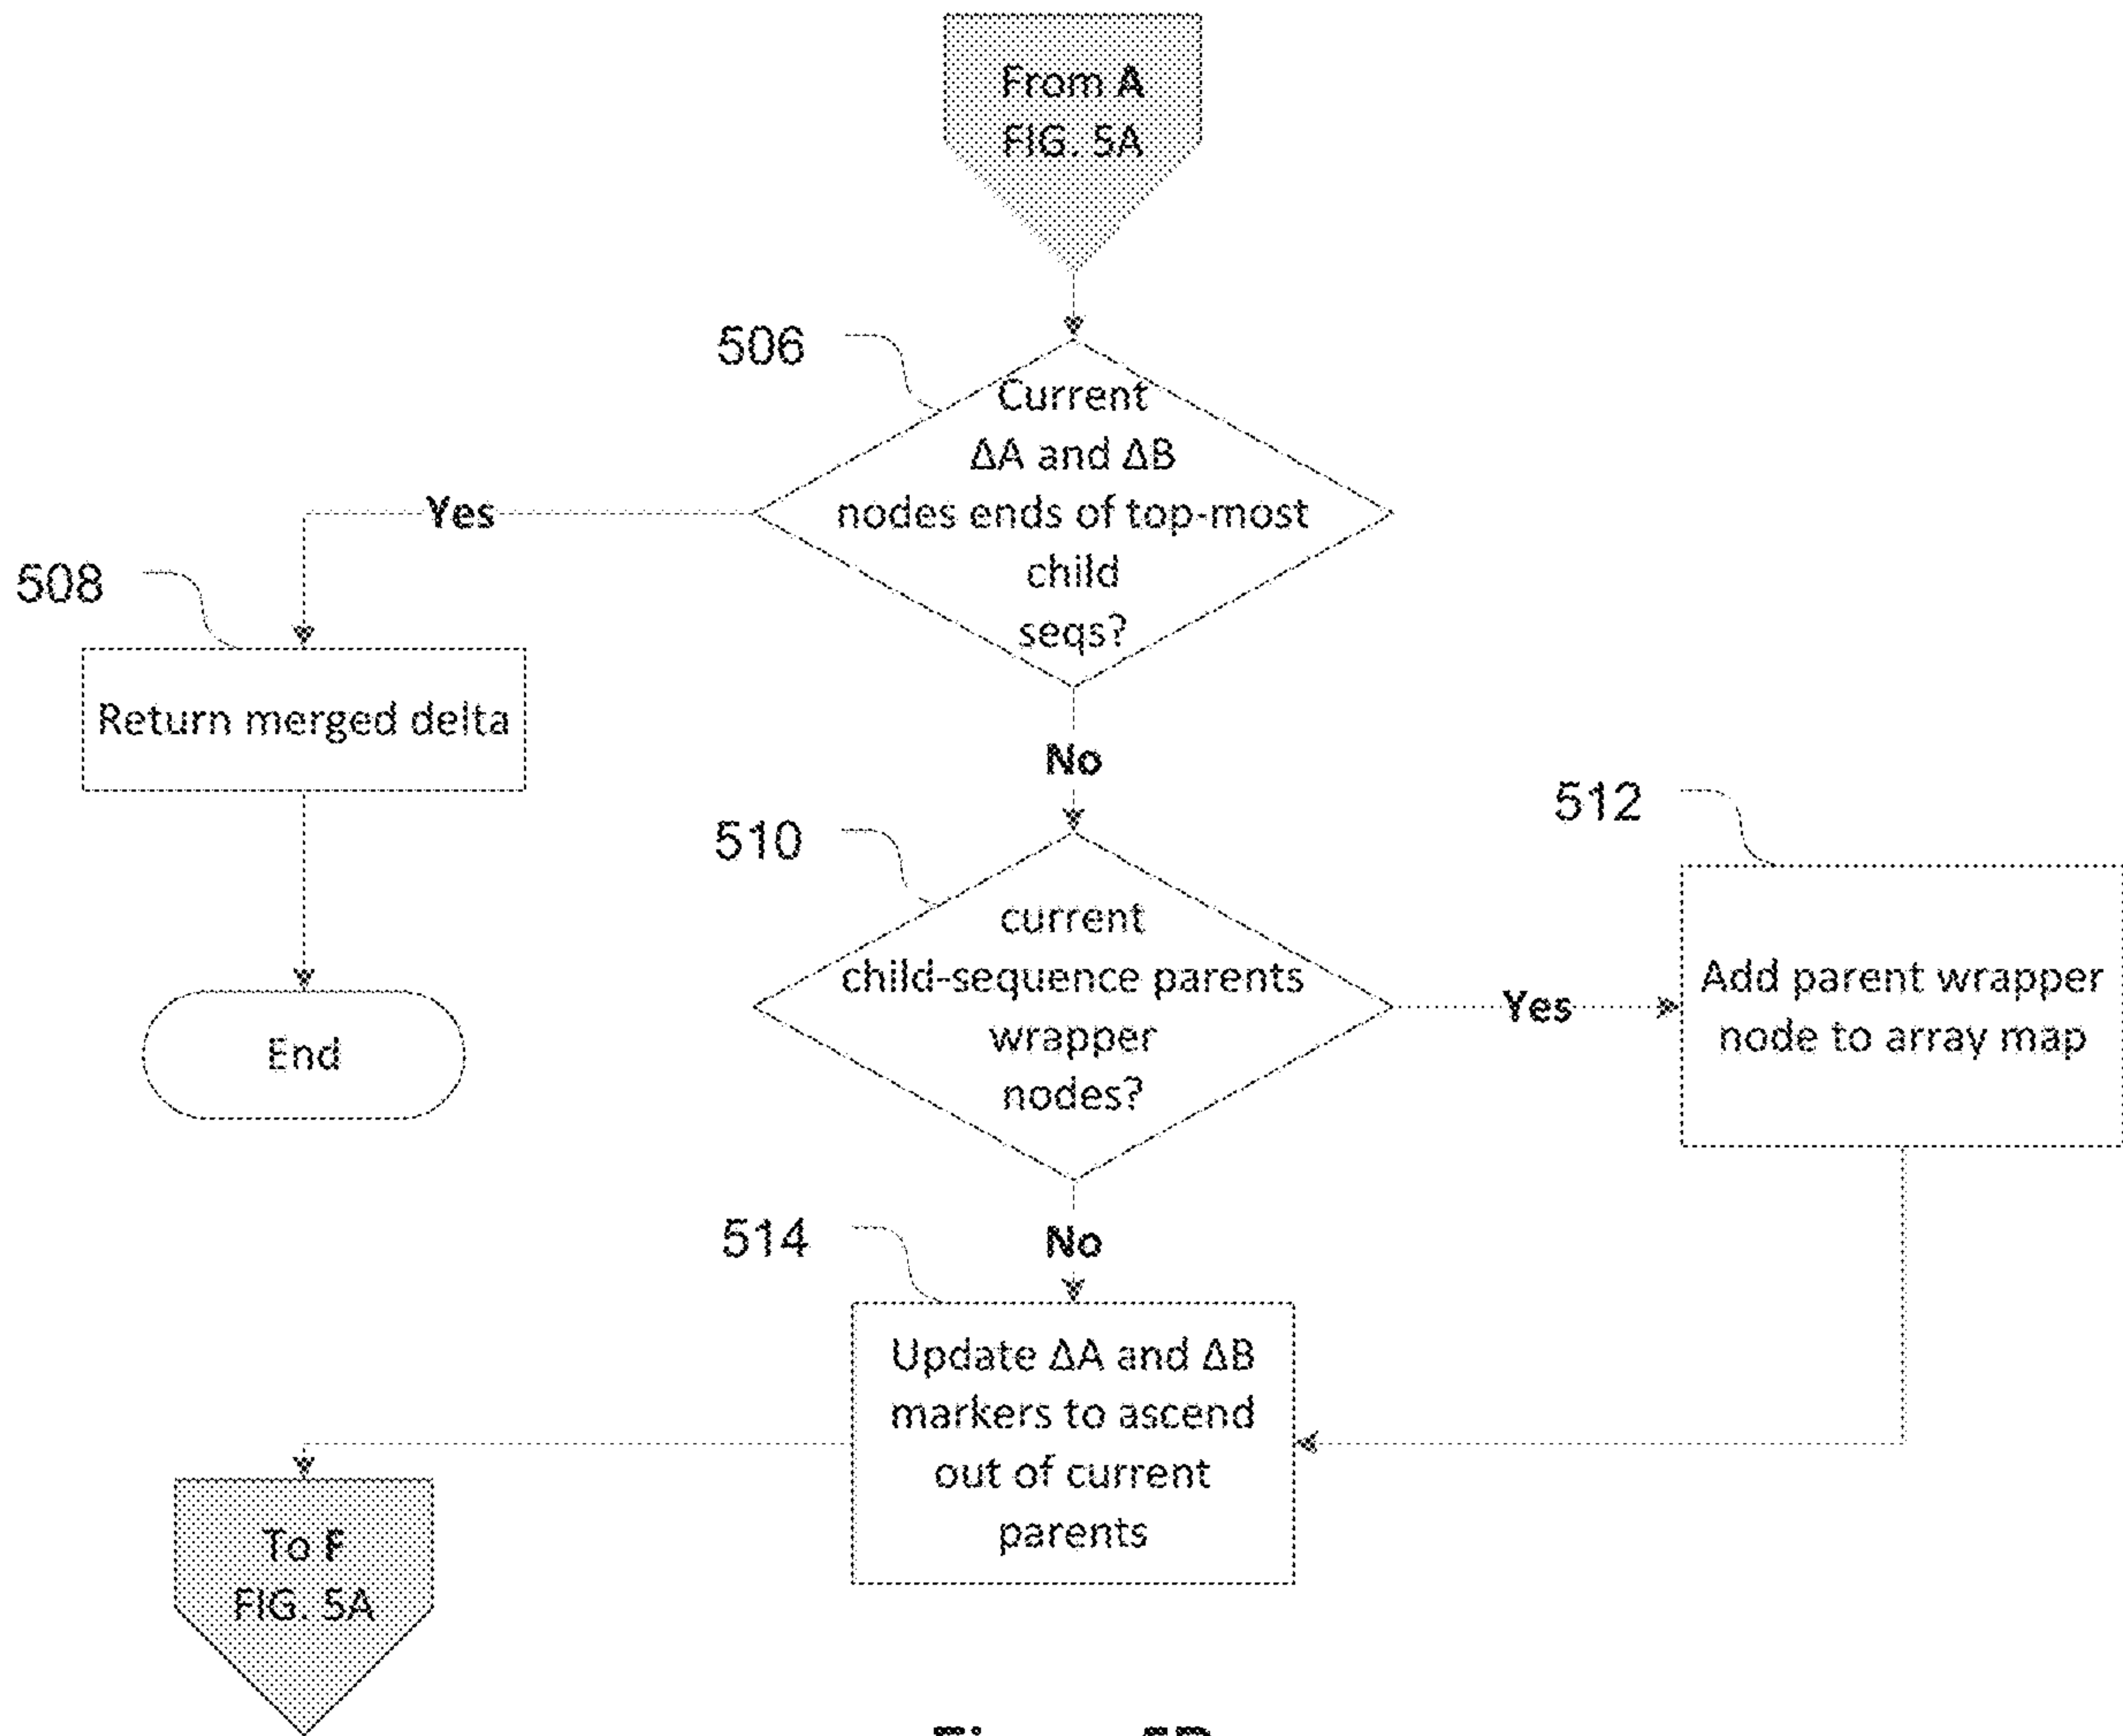 From A
FIG. 5A
506
Current
ΔA and ΔB
nodes ends of top-most
child
seqs?
Yes
508
Return merged delta
End
No
510
current
child-sequence parents
wrapper
nodes?
Yes
512
Add parent wrapper
node to array map
No
514
Update ΔA and ΔB
markers to ascend
out of current
parents
To F
FIG. 5A